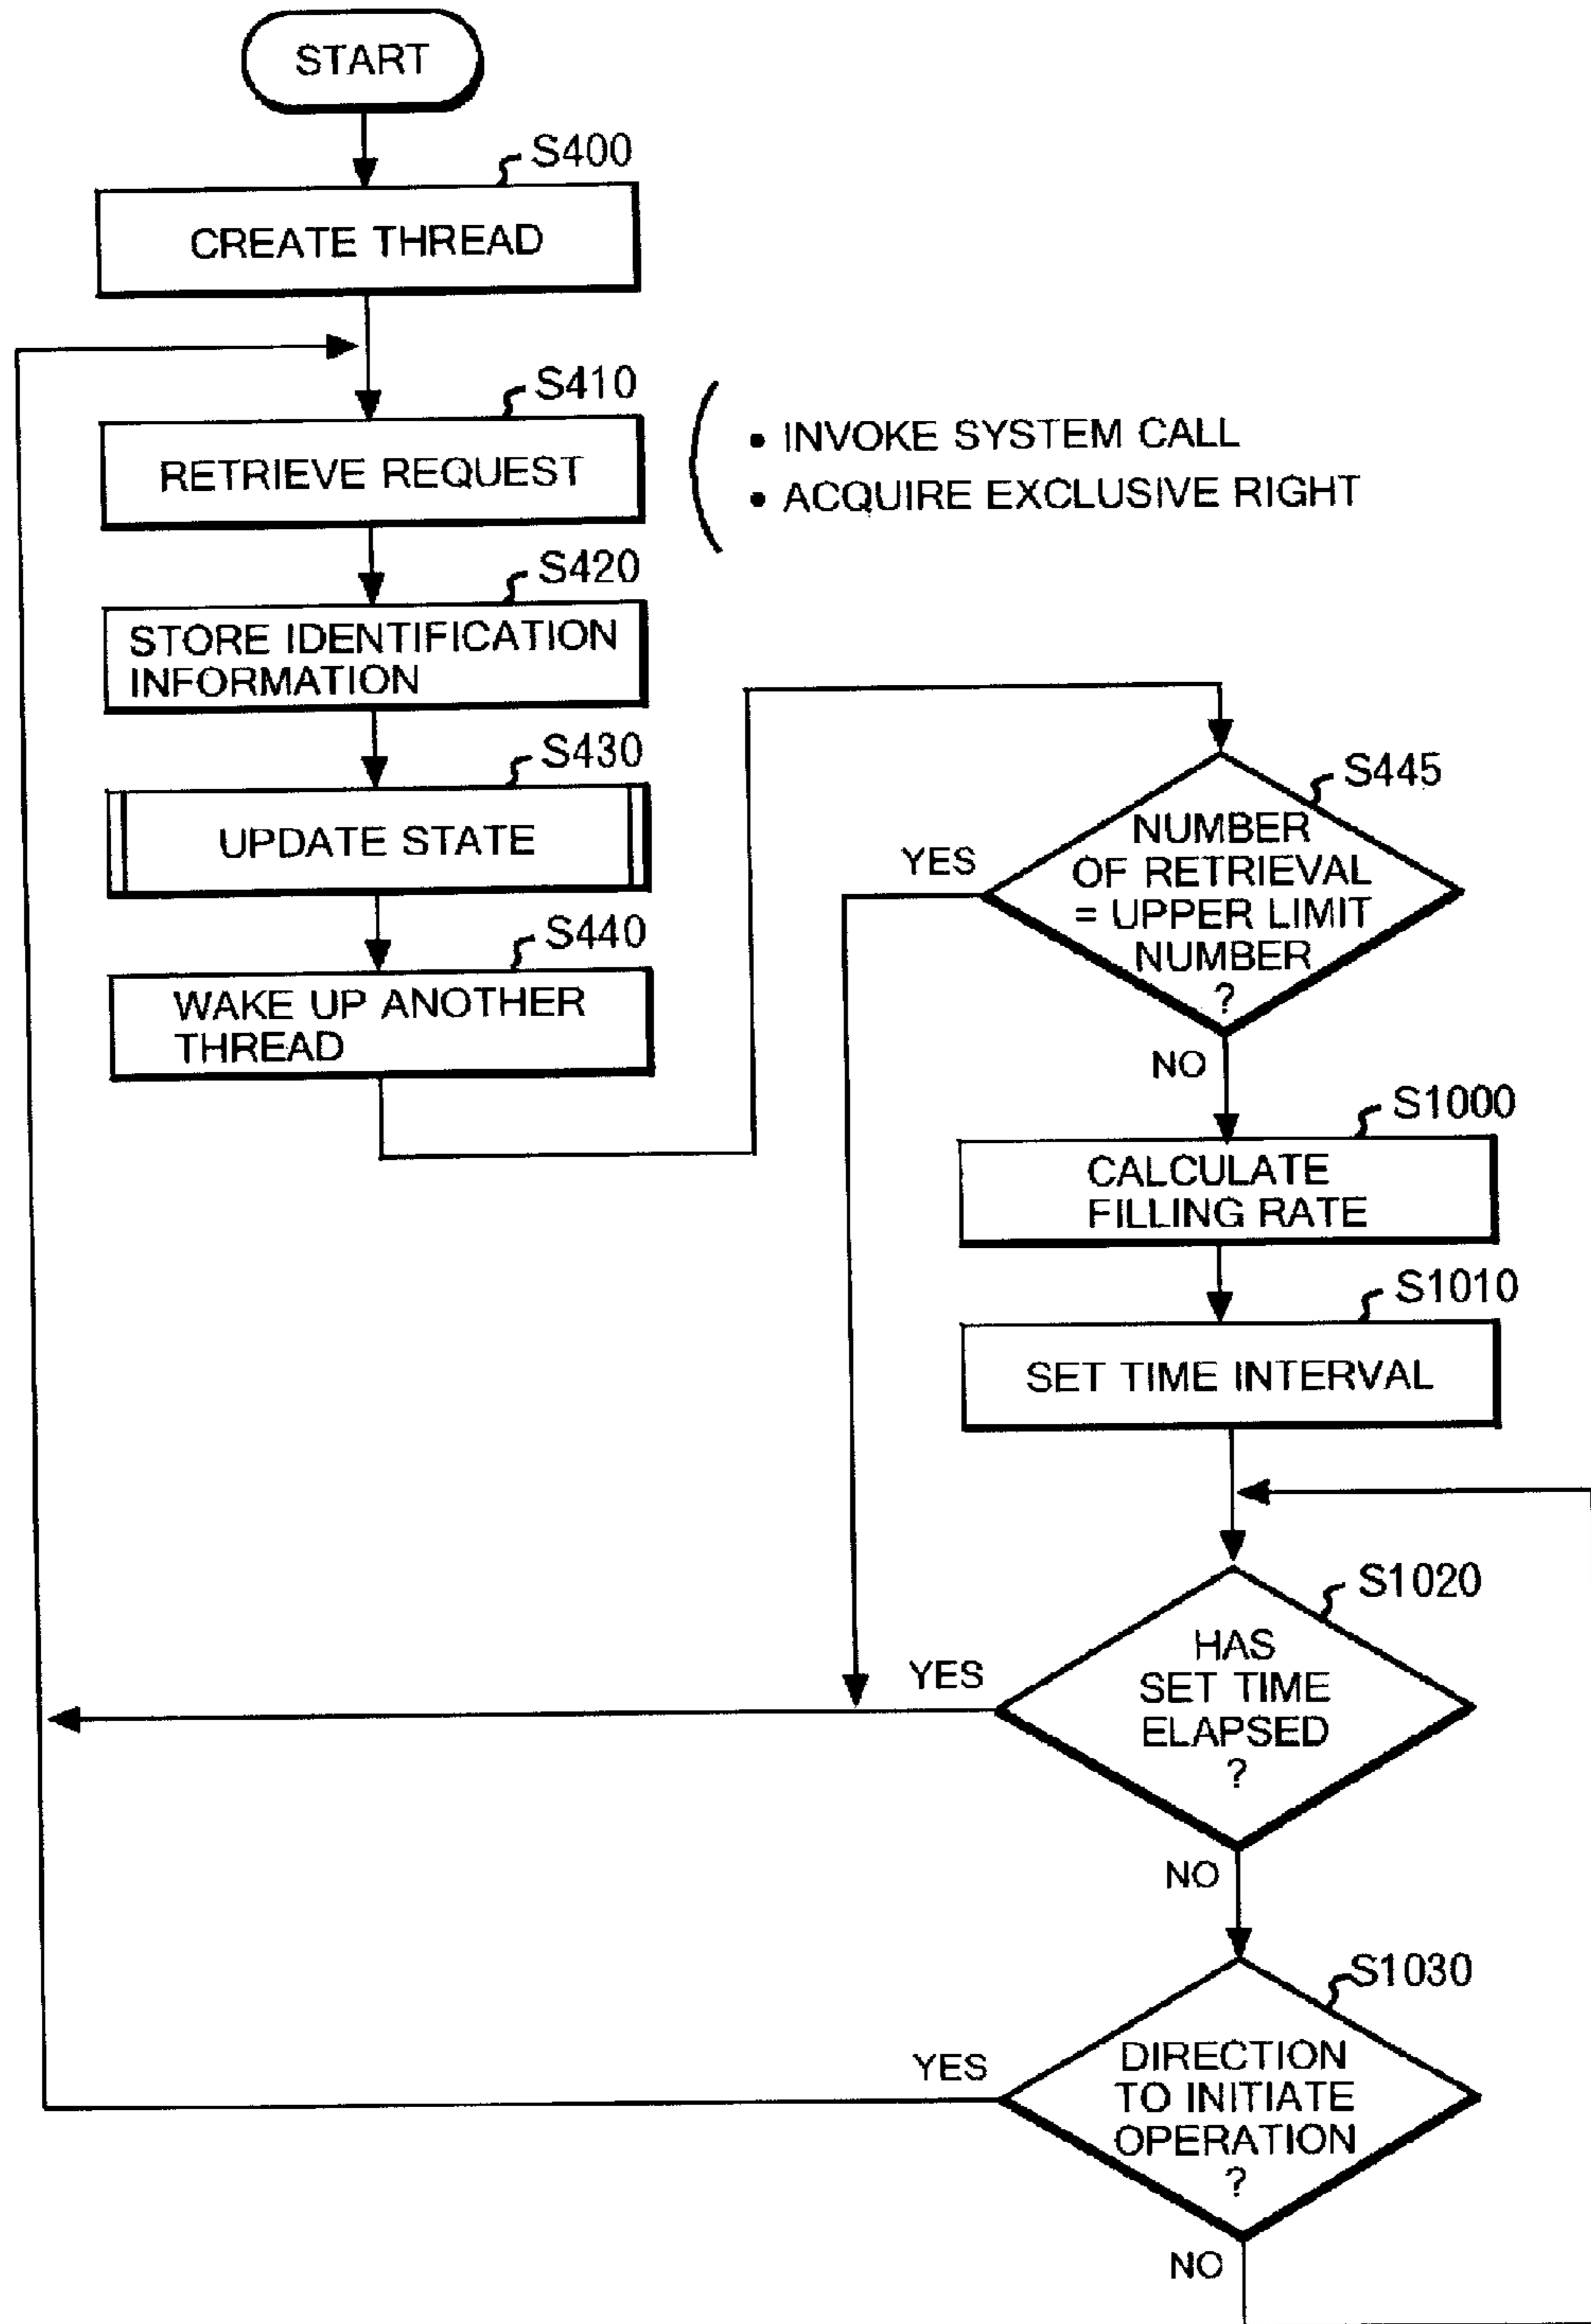 START
S400
CREATE THREAD
S410
RETRIEVE REQUEST
• INVOKE SYSTEM CALL
• ACQUIRE EXCLUSIVE RIGHT
S420
STORE IDENTIFICATION
INFORMATION
S430
UPDATE STATE
S440
WAKE UP ANOTHER
THREAD
S445
NUMBER
OF RETRIEVAL
= UPPER LIMIT
NUMBER
?
YES
NO
S1000
CALCULATE
FILLING RATE
S1010
SET TIME INTERVAL
S1020
HAS
SET TIME
ELAPSED
?
YES
NO
S1030
DIRECTION
TO INITIATE
OPERATION
?
YES
NO